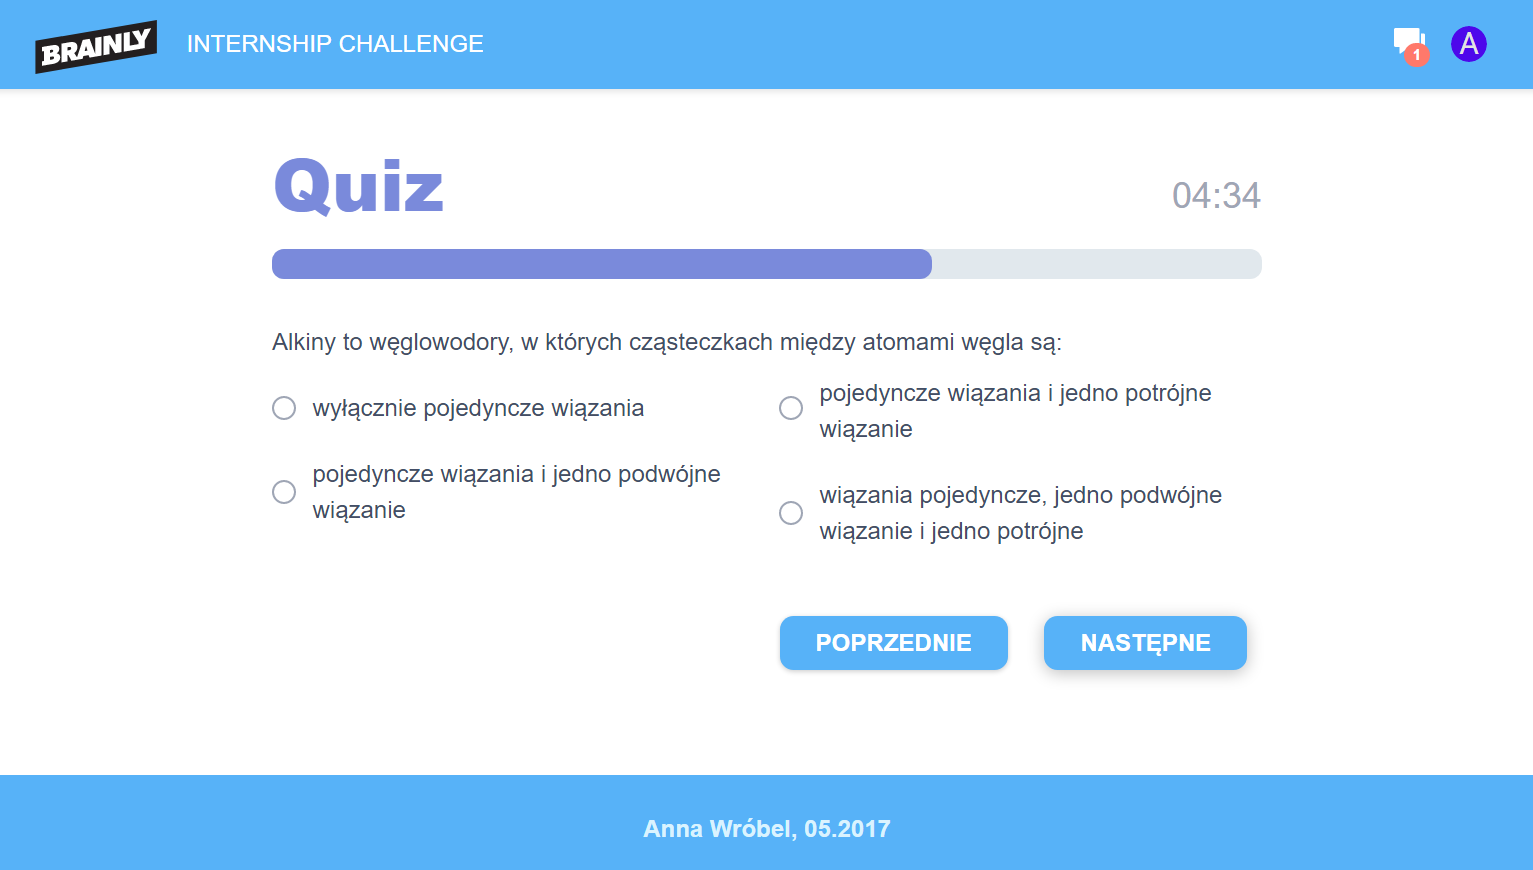 BRAINLY
INTERNSHIP CHALLENGE
1
A
Quiz
04:34
Alkiny to węglowodory, w których cząsteczkach między atomami węgla są:
wyłącznie pojedyncze wiązania
pojedyncze wiązania i jedno podwójne
wiązanie
pojedyncze wiązania i jedno potrójne
wiązanie
wiązania pojedyncze, jedno podwójne
wiązanie i jedno potrójne
POPRZEDNIE
NASTĘPNE
Anna Wróbel, 05.2017